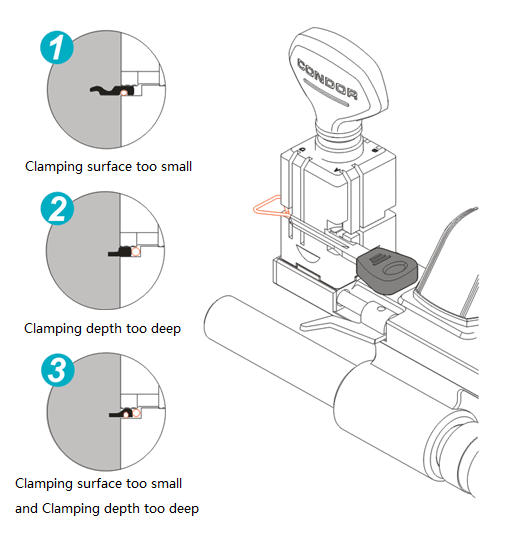 1
Clamping surface too small
2
Clamping depth too deep
3
Clamping surface too small
and Clamping depth too deep
CONDOR